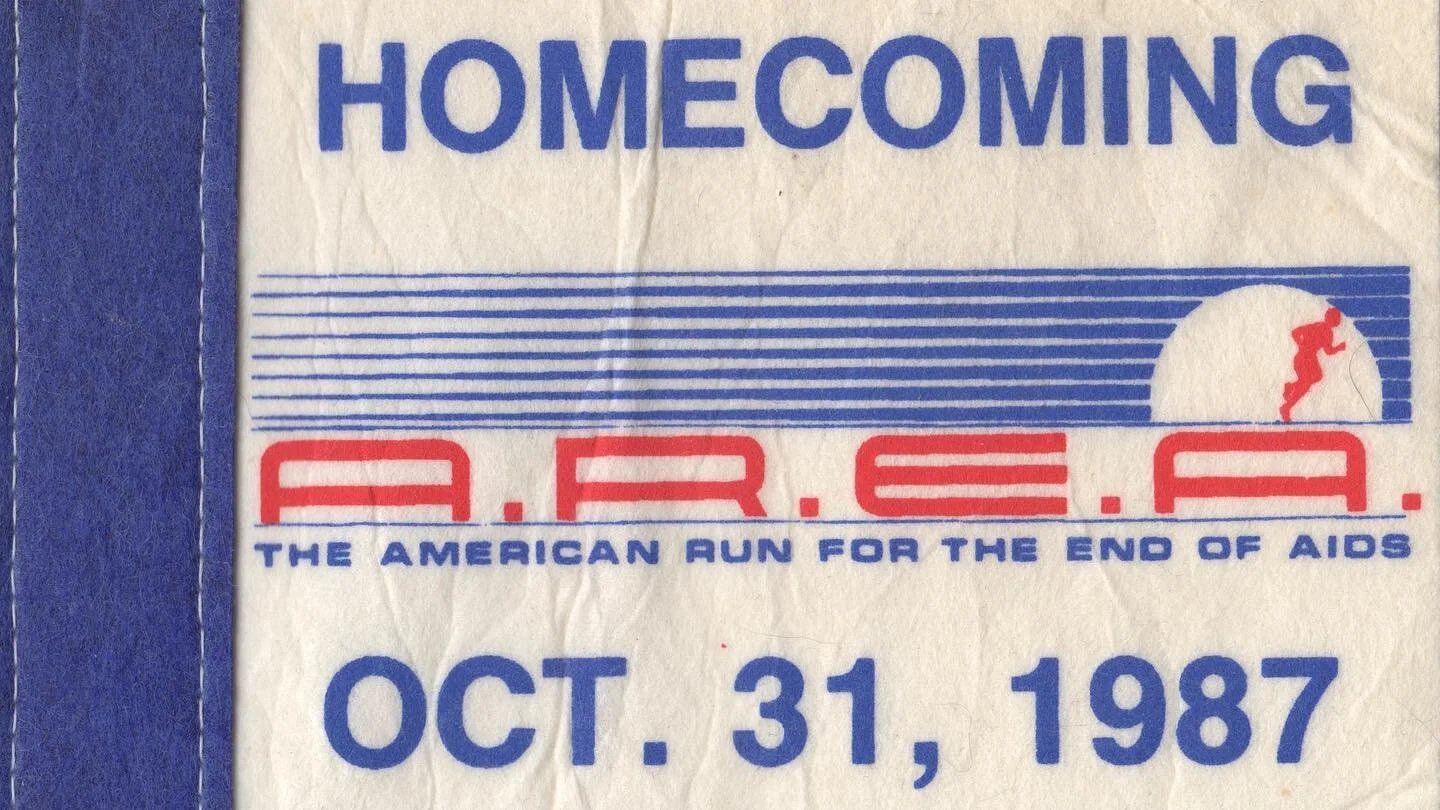 HOMECOMING
A.R.E.A.
THE AMERICAN RUN FOR THE END OF AIDS
OCT. 31, 1987